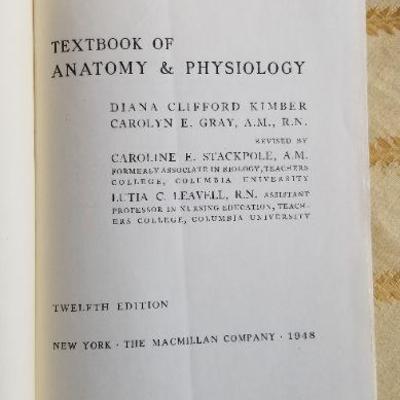 TEXTBOOK OF
ANATOMY & PHYSIOLOGY
DIANA CLIFFORD KIMBER
CAROLYN E. GRAY, A.M., R.N.
REVISED BY
CAROLINE E. STACKPOLE, A.M.
FORMERLY ASSOCIATE IN BIOLOGY, TEACHERS
COLLEGE, COLUMBIA UNIVERSITY
LUTIA C. LEAVELL, R.N. ASSISTANT
PROFESSOR IN NURSING EDUCATION, TEACH-
ERS COLLEGE, COLUMBIA UNIVERSITY
TWELFTH EDITION
NEW YORK · THE MACMILLAN COMPANY · 1948